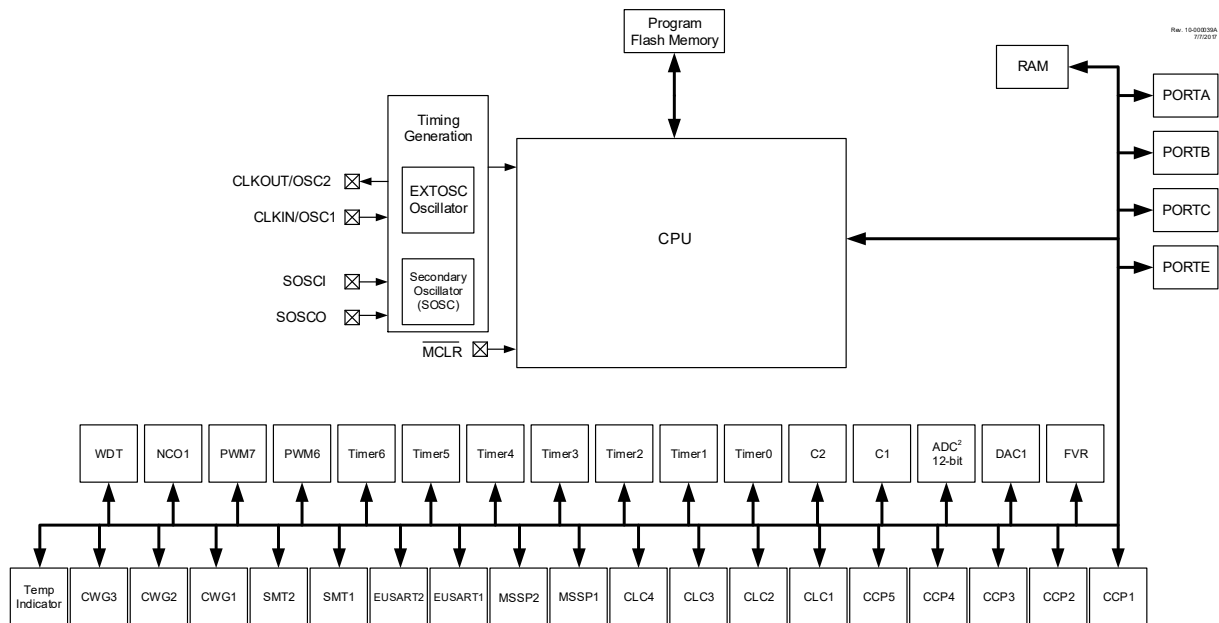 Program
Flash Memory
Rev. 10-000039A
7/7/2017
RAM
PORTA
Timing
Generation
PORTB
CLKOUT/OSC2
EXTOSC
Oscillator
CLKIN/OSC1
PORTC
CPU
SOSCI
Secondary
Oscillator
(SOSC)
PORTE
SOSCO
MCLR
WDT
NCO1
PWM7
PWM6
Timer6
Timer5
Timer4
Timer3
Timer2
Timer1
Timer0
C2
C1
ADC²
12-bit
DAC1
FVR
Temp
Indicator
CWG3
CWG2
CWG1
SMT2
SMT1
EUSART2
EUSART1
MSSP2
MSSP1
CLC4
CLC3
CLC2
CLC1
CCP5
CCP4
CCP3
CCP2
CCP1